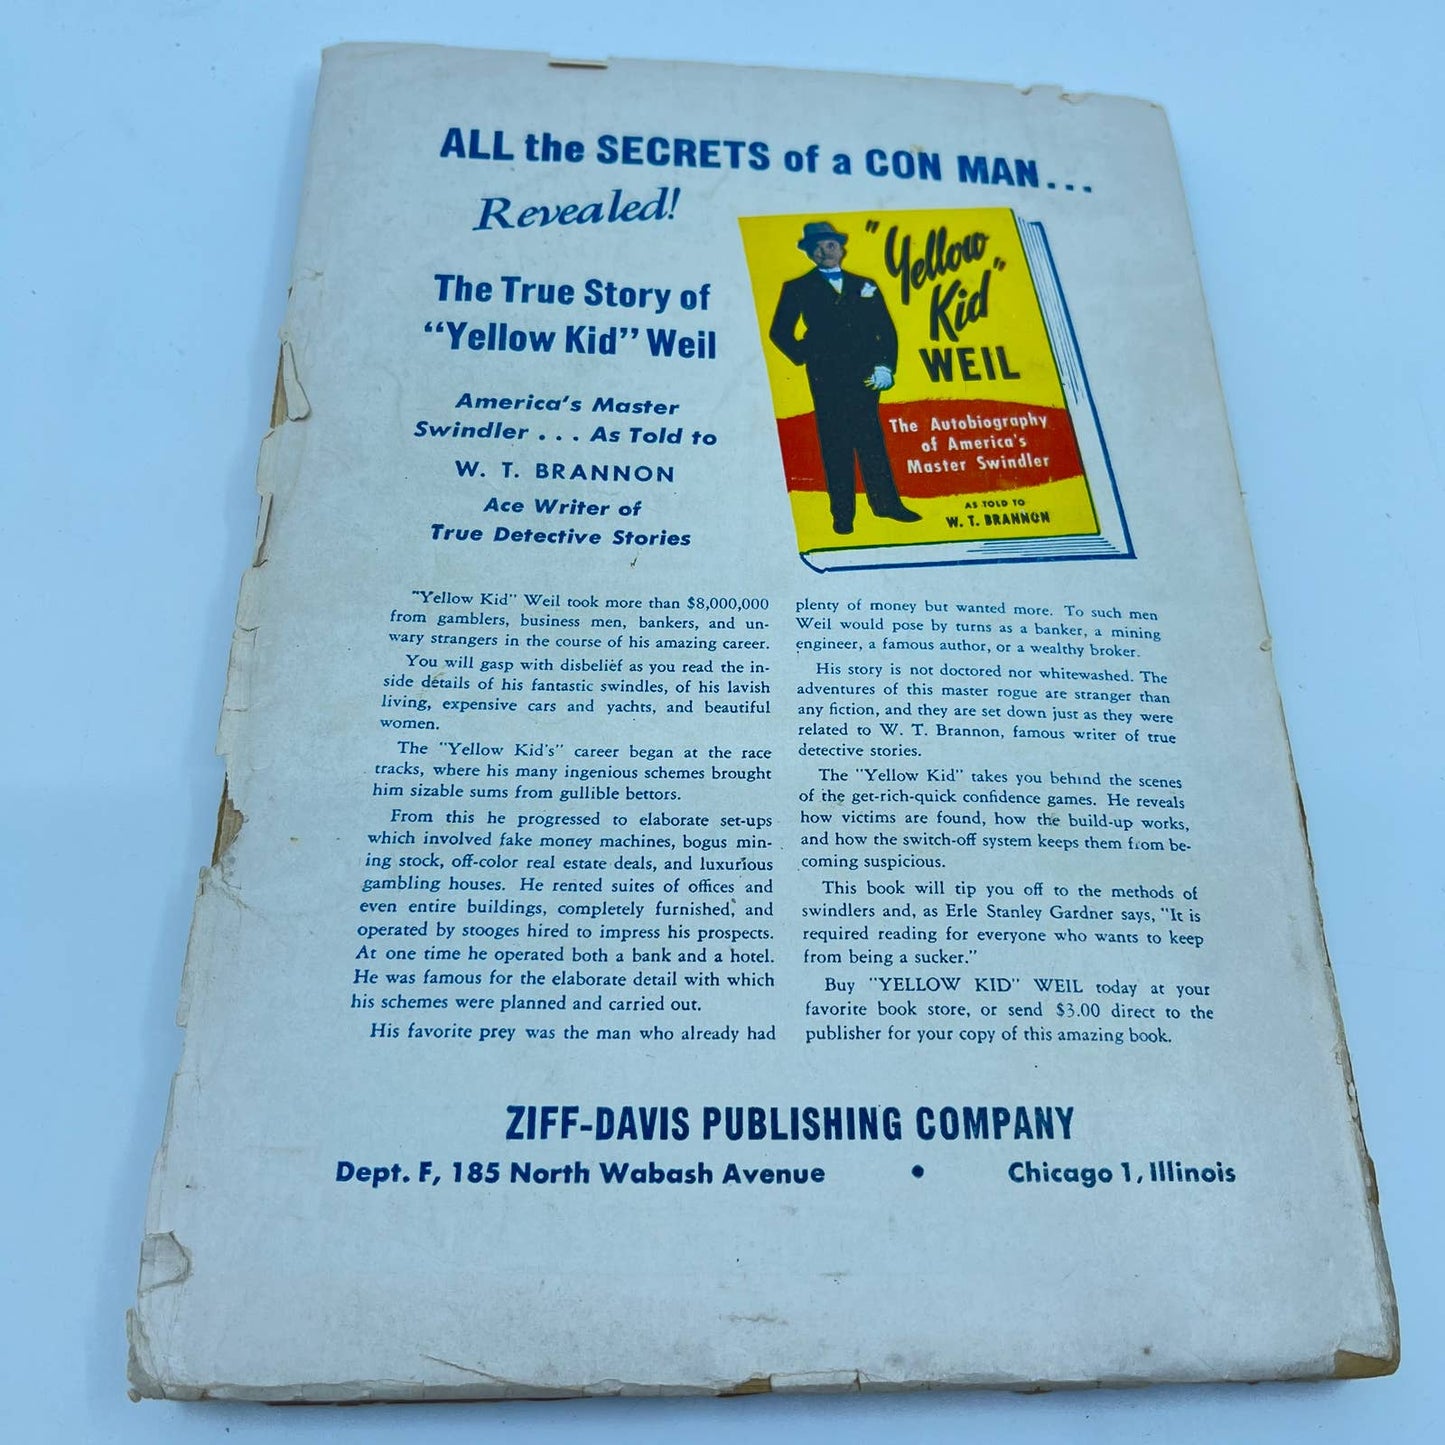 ALL the SECRETS of a CON MAN...
Revealed!
The True Story of
"Yellow Kid" Weil
America's Master
Swindler . . . As Told to
W. T. BRANNON
Ace Writer of
True Detective Stories
"Yellow
Kid"
WEIL
The Autobiography
of America's
Master Swindler
AS TOLD TO
W. T. BRANNON
"Yellow Kid" Weil took more than $8,000,000
from gamblers, business men, bankers, and un-
wary strangers in the course of his amazing career.
You will gasp with disbelief as you read the in-
side details of his fantastic swindles, of his lavish
living, expensive cars and yachts, and beautiful
women.
The "Yellow Kid's" career began at the race
tracks, where his many ingenious schemes brought
him sizable sums from gullible bettors.
From this he progressed to elaborate set-ups
which involved fake money machines, bogus min-
ing stock, off-color real estate deals, and luxurious
gambling houses. He rented suites of offices and
even entire buildings, completely furnished, and
operated by stooges hired to impress his prospects.
At one time he operated both a bank and a hotel.
He was famous for the elaborate detail with which
his schemes were planned and carried out.
His favorite prey was the man who already had
plenty of money but wanted more. To such men
Weil would pose by turns as a banker, a mining
engineer, a famous author, or a wealthy broker.
His story is not doctored nor whitewashed. The
adventures of this master rogue are stranger than
any fiction, and they are set down just as they were
related to W. T. Brannon, famous writer of true
detective stories.
The "Yellow Kid" takes you behind the scenes
of the get-rich-quick confidence games. He reveals
how victims are found, how the build-up works,
and how the switch-off system keeps them from be-
coming suspicious.
This book will tip you off to the methods of
swindlers and, as Erle Stanley Gardner says, "It is
required reading for everyone who wants to keep
from being a sucker."
Buy "YELLOW KID" WEIL today at your
favorite book store, or send $3.00 direct to the
publisher for your copy of this amazing book.
ZIFF-DAVIS PUBLISHING COMPANY
Dept. F, 185 North Wabash Avenue • Chicago 1, Illinois